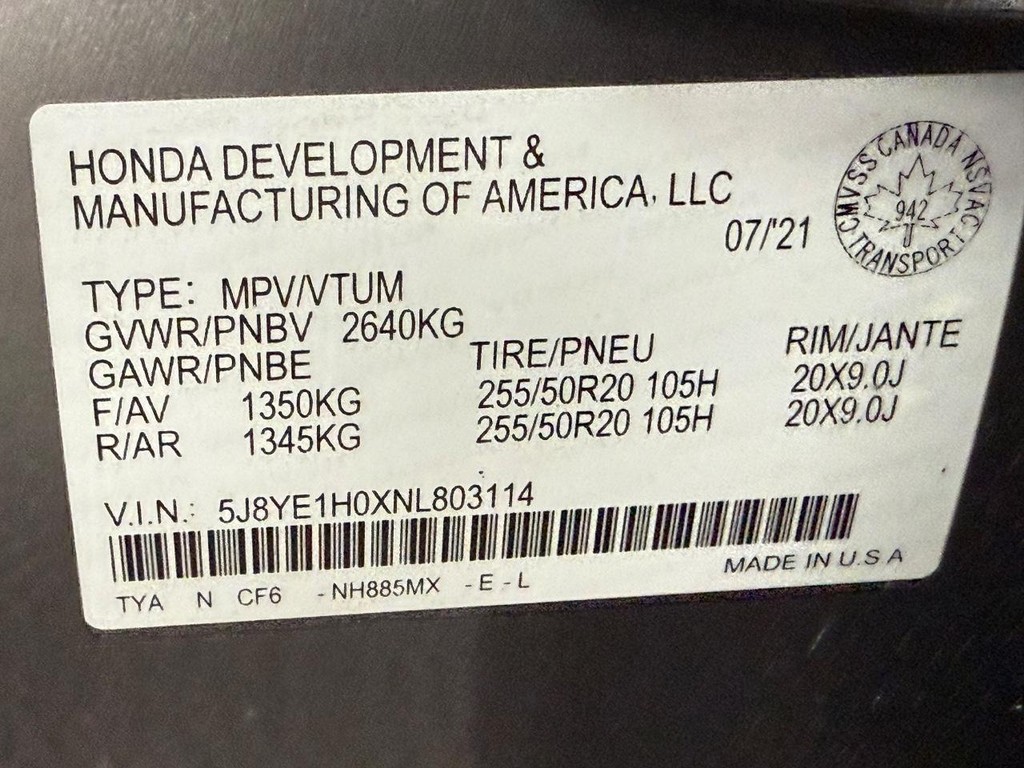 HONDA DEVELOPMENT &
MANUFACTURING OF AMERICA, LLC
07/'21
CMVSS CANADA NSVAC
942
TRANSPORT
TYPE: MPV/VTUM
GVWR/PNBV 2640KG
GAWR/PNBE TIRE/PNEU RIM/JANTE
F/AV 1350KG 255/50R20 105H 20X9.0J
R/AR 1345KG 255/50R20 105H 20X9.0J
V.I.N.: 5J8YE1H0XNL803114
TYA N CF6 -NH885MX -E-L MADE IN U.S A